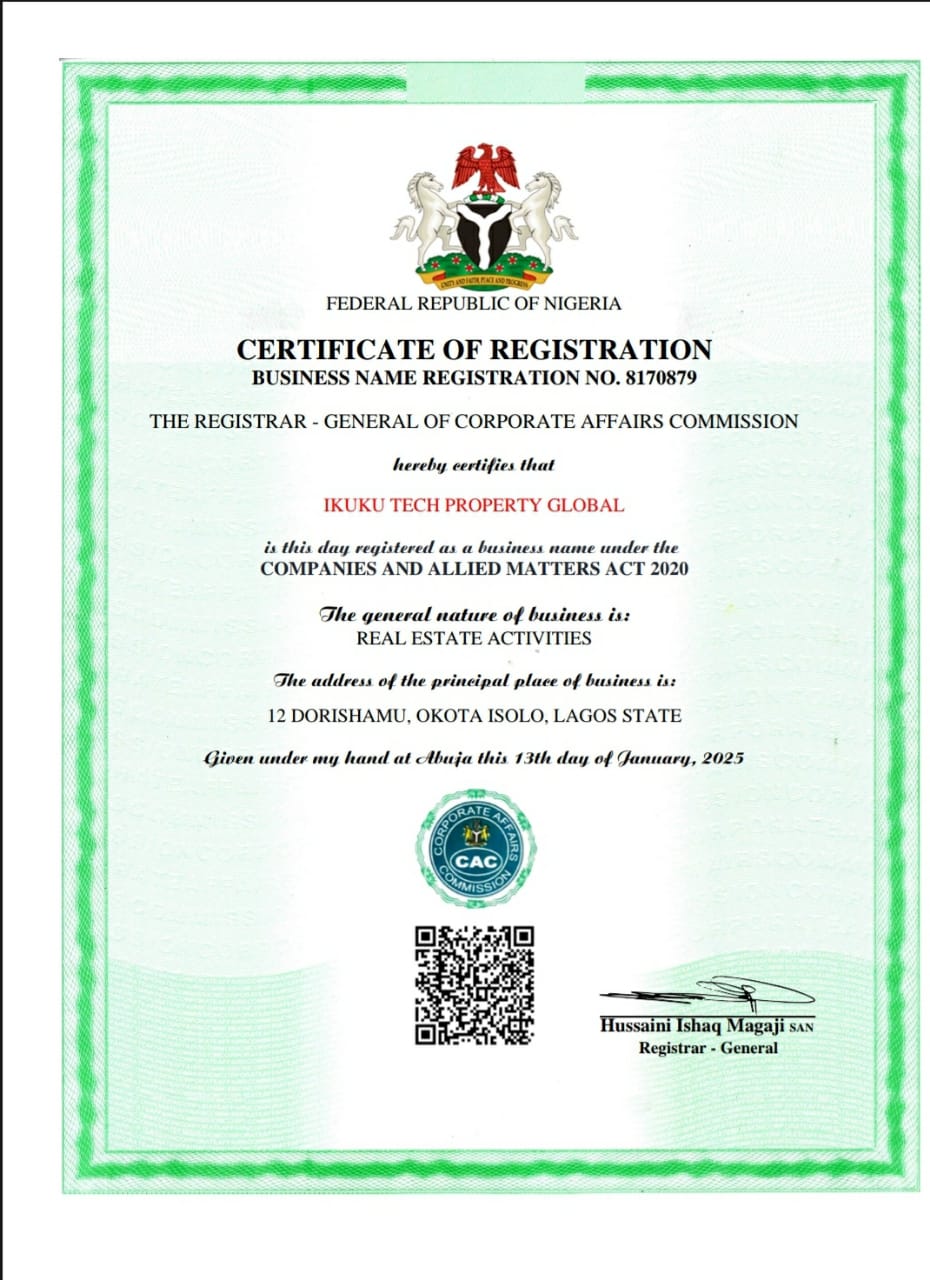 UNITY AND FAITH, PEACE AND PROGRESS
FEDERAL REPUBLIC OF NIGERIA
CERTIFICATE OF REGISTRATION
BUSINESS NAME REGISTRATION NO. 8170879
THE REGISTRAR - GENERAL OF CORPORATE AFFAIRS COMMISSION
hereby certifies that
IKUKU TECH PROPERTY GLOBAL
is this day registered as a business name under the
COMPANIES AND ALLIED MATTERS ACT 2020
The general nature of business is:
REAL ESTATE ACTIVITIES
The address of the principal place of business is:
12 DORISHAMU, OKOTA ISOLO, LAGOS STATE
Given under my hand at Abuja this 13th day of January, 2025
CORPORATE AFFAIRS
CAC
COMMISSION
Hussaini Ishaq Magaji SAN
Registrar - General